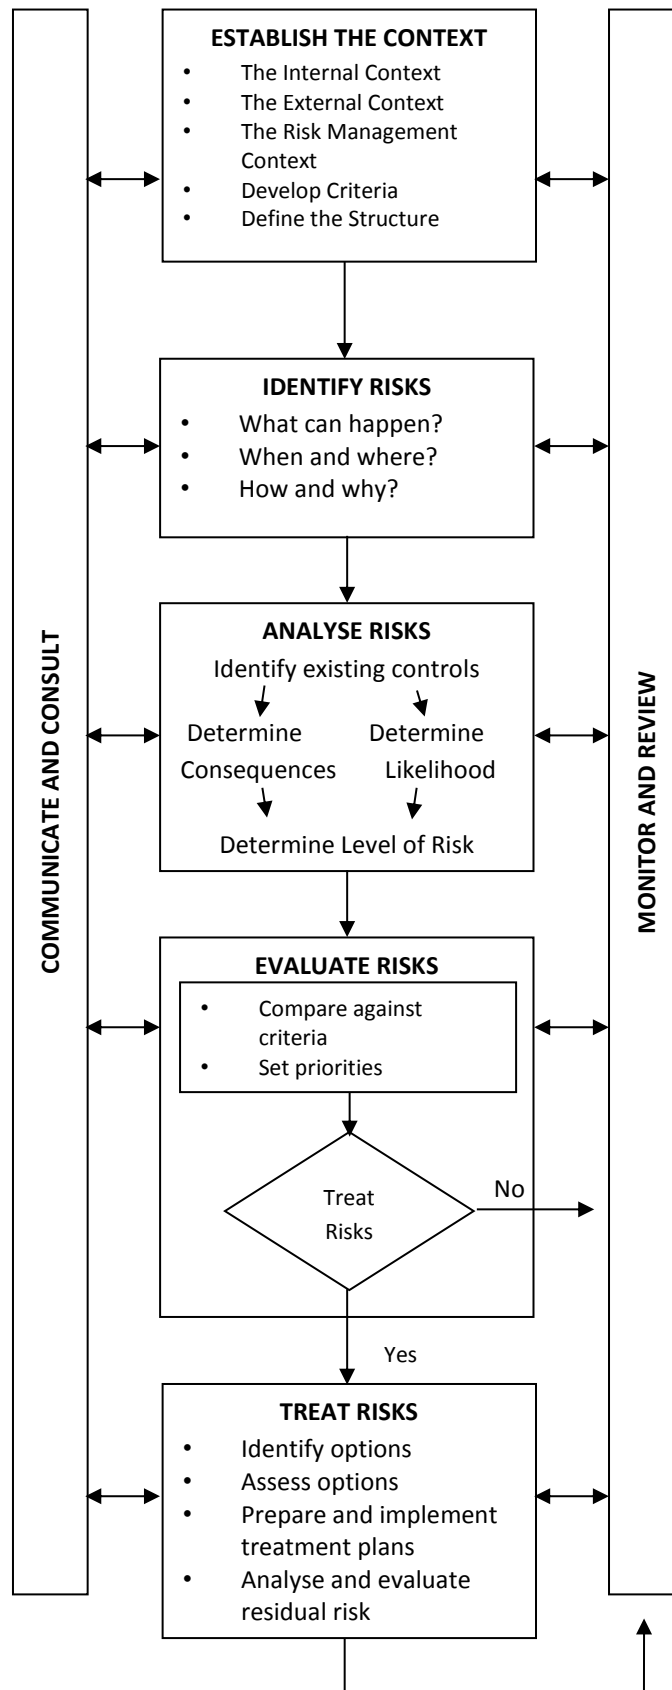 ESTABLISH THE CONTEXT
• The Internal Context
• The External Context
• The Risk Management
Context
• Develop Criteria
• Define the Structure
IDENTIFY RISKS
• What can happen?
• When and where?
• How and why?
ANALYSE RISKS
Identify existing controls
Determine Determine
Consequences Likelihood
Determine Level of Risk
EVALUATE RISKS
• Compare against
criteria
• Set priorities
Treat
Risks
No
Yes
TREAT RISKS
• Identify options
• Assess options
• Prepare and implement
treatment plans
• Analyse and evaluate
residual risk
COMMUNICATE AND CONSULT
MONITOR AND REVIEW